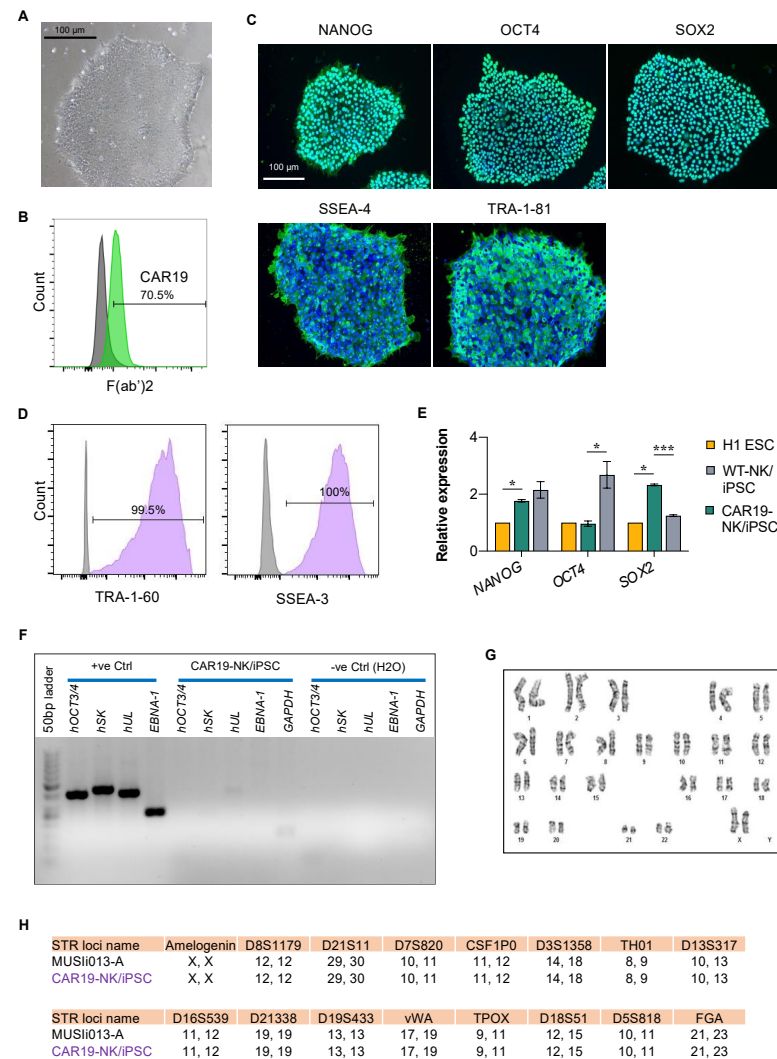 A
100 µm
B
Count
CAR19
70.5%
F(ab')2
C
NANOG
OCT4
SOX2
100 µm
SSEA-4
TRA-1-81
D
Count
99.5%
100%
TRA-1-60
SSEA-3
E
Relative expression
4
2
0
*
*
*
***
NANOG
OCT4
SOX2
H1 ESC
WT-NK/
iPSC
CAR19-
NK/iPSC
F
50bp ladder
+ve Ctrl
CAR19-NK/iPSC
-ve Ctrl (H2O)
hOCT3/4
hSK
hUL
EBNA-1
hOCT3/4
hSK
hUL
EBNA-1
GAPDH
hOCT3/4
hSK
hUL
EBNA-1
GAPDH
G
1 2 3 4 5
6 7 8 9 10 11 12
13 14 15 16 17 18
19 20 21 22 X Y
H
STR loci name Amelogenin D8S1179 D21S11 D7S820 CSF1P0 D3S1358 TH01 D13S317
MUSIi013-A X, X 12, 12 29, 30 10, 11 11, 12 14, 18 8, 9 10, 13
CAR19-NK/iPSC X, X 12, 12 29, 30 10, 11 11, 12 14, 18 8, 9 10, 13
STR loci name D16S539 D21338 D19S433 vWA TPOX D18S51 D5S818 FGA
MUSIi013-A 11, 12 19, 19 13, 13 17, 19 9, 11 12, 15 10, 11 21, 23
CAR19-NK/iPSC 11, 12 19, 19 13, 13 17, 19 9, 11 12, 15 10, 11 21, 23